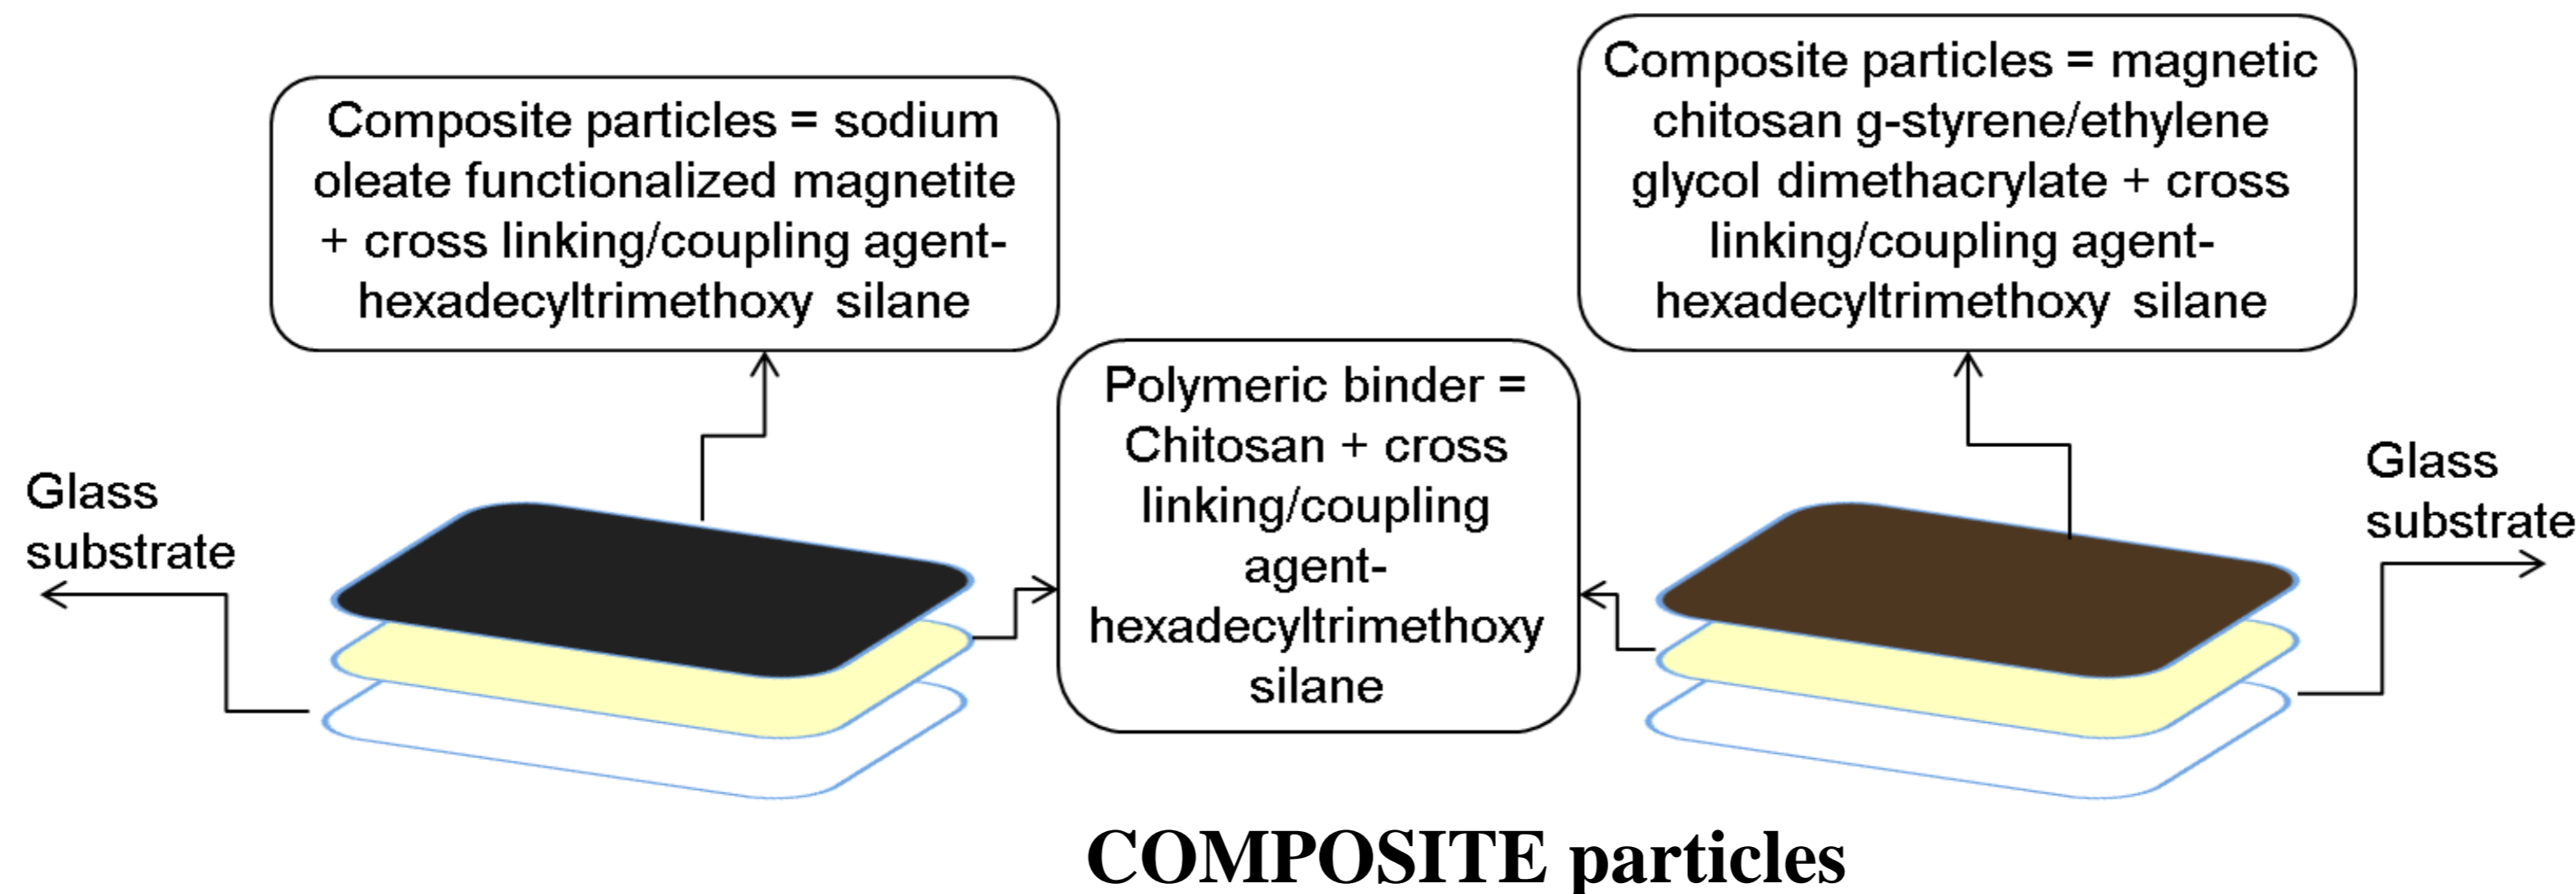 Composite particles = sodium
oleate functionalized magnetite
+ cross linking/coupling agent-
hexadecyltrimethoxy silane
Composite particles = magnetic
chitosan g-styrene/ethylene
glycol dimethacrylate + cross
linking/coupling agent-
hexadecyltrimethoxy silane
Polymeric binder =
Chitosan + cross
linking/coupling
agent-
hexadecyltrimethoxy
silane
Glass
substrate
Glass
substrate
COMPOSITE particles